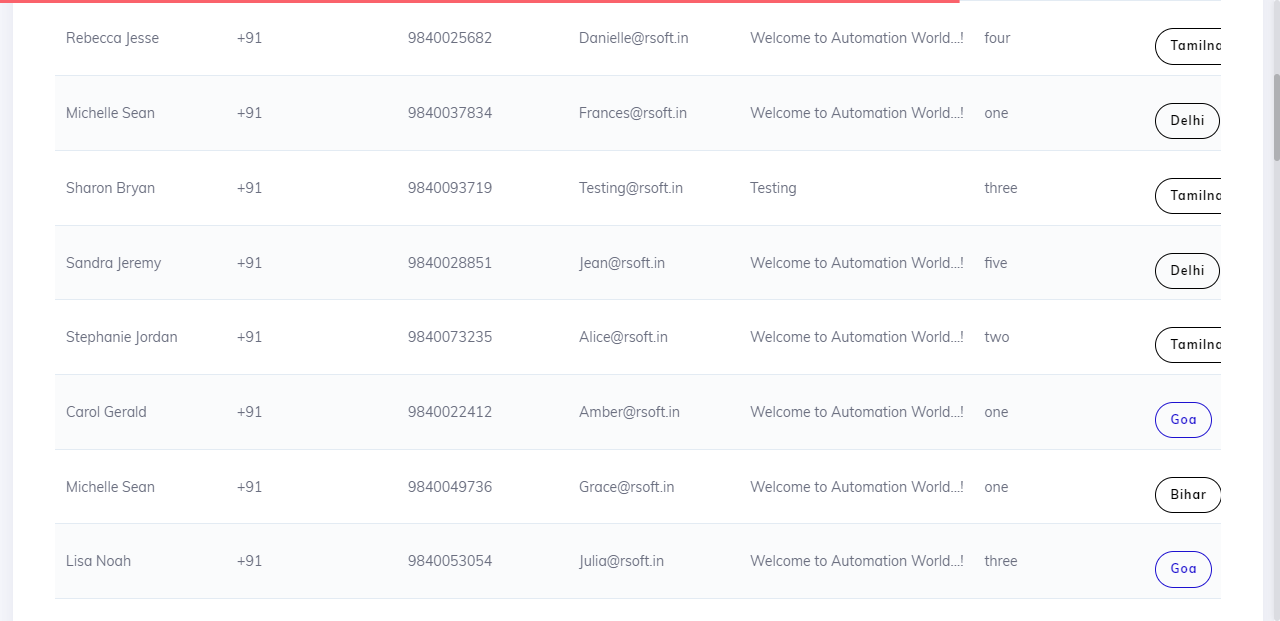 Rebecca Jesse +91 9840025682 Danielle@rsoft.in Welcome to Automation World...! four Tamilna
Michelle Sean +91 9840037834 Frances@rsoft.in Welcome to Automation World...! one Delhi
Sharon Bryan +91 9840093719 Testing@rsoft.in Testing three Tamilna
Sandra Jeremy +91 9840028851 Jean@rsoft.in Welcome to Automation World...! five Delhi
Stephanie Jordan +91 9840073235 Alice@rsoft.in Welcome to Automation World...! two Tamilna
Carol Gerald +91 9840022412 Amber@rsoft.in Welcome to Automation World...! one Goa
Michelle Sean +91 9840049736 Grace@rsoft.in Welcome to Automation World...! one Bihar
Lisa Noah +91 9840053054 Julia@rsoft.in Welcome to Automation World...! three Goa